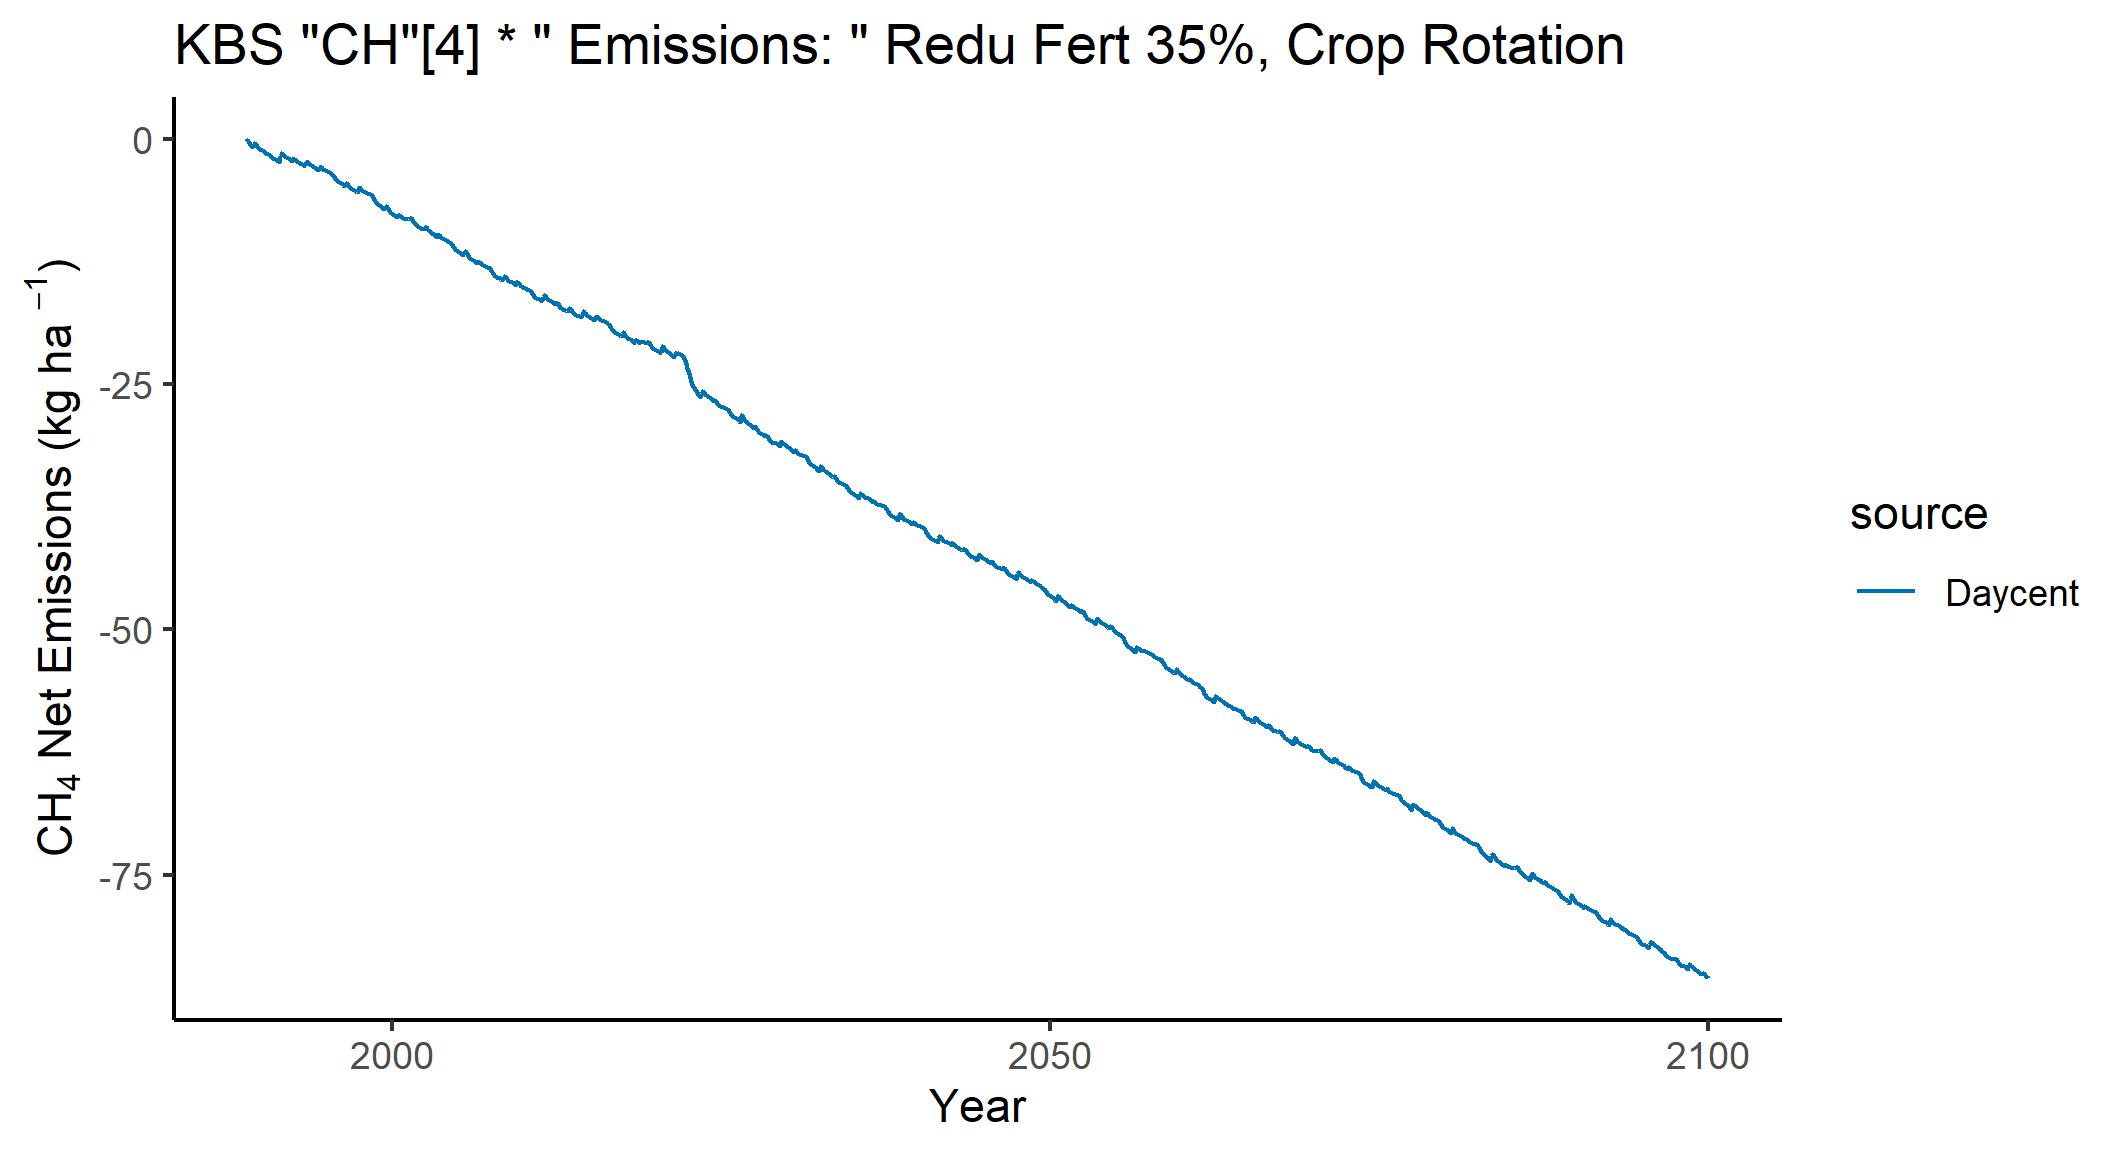 KBS "CH"[4] * " Emissions: " Redu Fert 35%, Crop Rotation
CH₄ Net Emissions (kg ha ⁻¹)
0
-25
-50
-75
2000
2050
2100
Year
source
Daycent